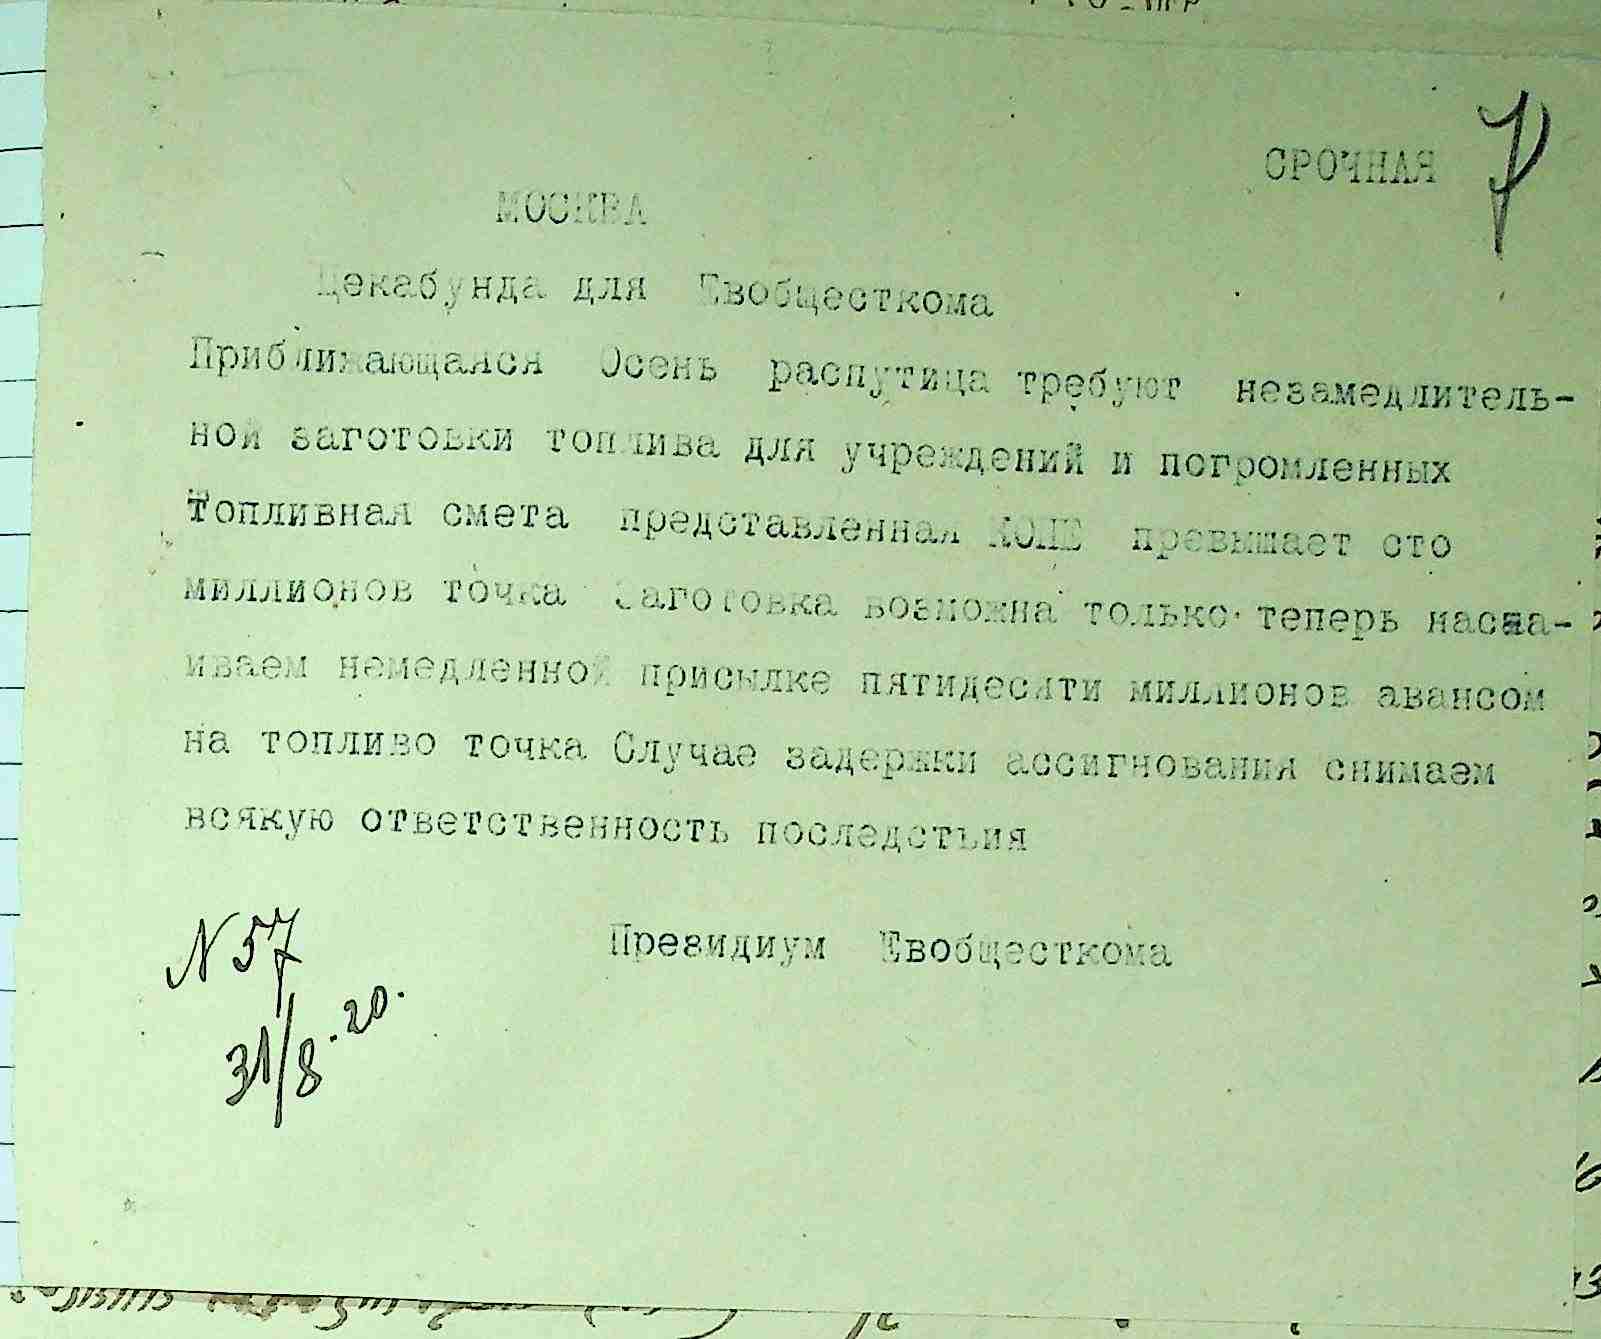 СРОЧНАЯ 7
МОСКВА
Цекабунда для Евобщесткома
Приближающаяся Осень распутица требуют незамедлитель-
ной заготовки топлива для учреждений и погромленных
Топливная смета представленная КОПЕ превышает сто
миллионов точка Заготовка возможна только теперь наста-
иваем немедленной присылке пятидесяти миллионов авансом
на топливо точка Случае задержки ассигнования снимаем
всякую ответственность последствия
Президиум Евобщесткома
N 57
31/8.20.